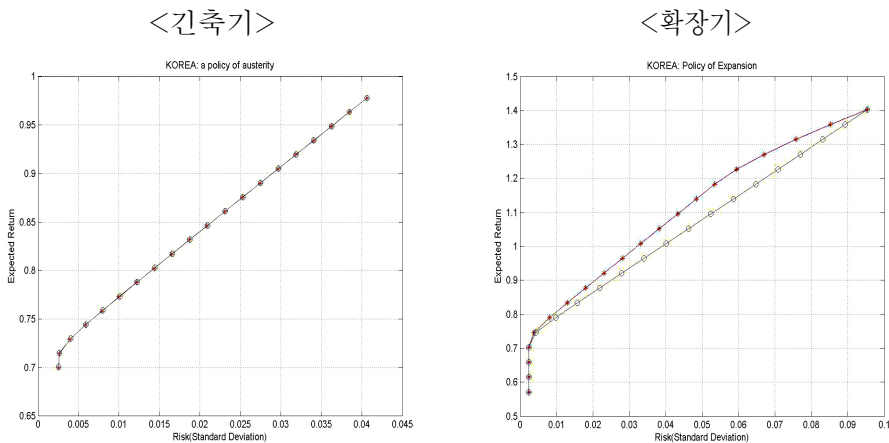 <긴축기>
<확장기>
KOREA: a policy of austerity
1
0.95
0.9
0.85
0.8
0.75
0.7
0.65
Expected Return
0 0.005 0.01 0.015 0.02 0.025 0.03 0.035 0.04 0.045
Risk(Standard Deviation)
KOREA: Policy of Expansion
1.5
1.4
1.3
1.2
1.1
1
0.9
0.8
0.7
0.6
0.5
Expected Return
0 0.01 0.02 0.03 0.04 0.05 0.06 0.07 0.08 0.09 0.1
Risk(Standard Deviation)